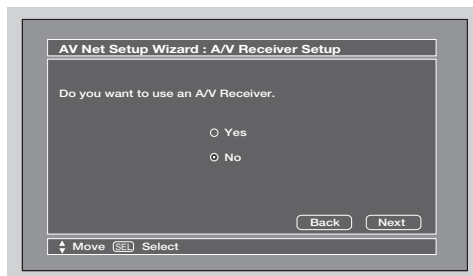 AV Net Setup Wizard : A/V Receiver Setup
Do you want to use an A/V Receiver.
Yes
No
Back Next
Move SEL Select